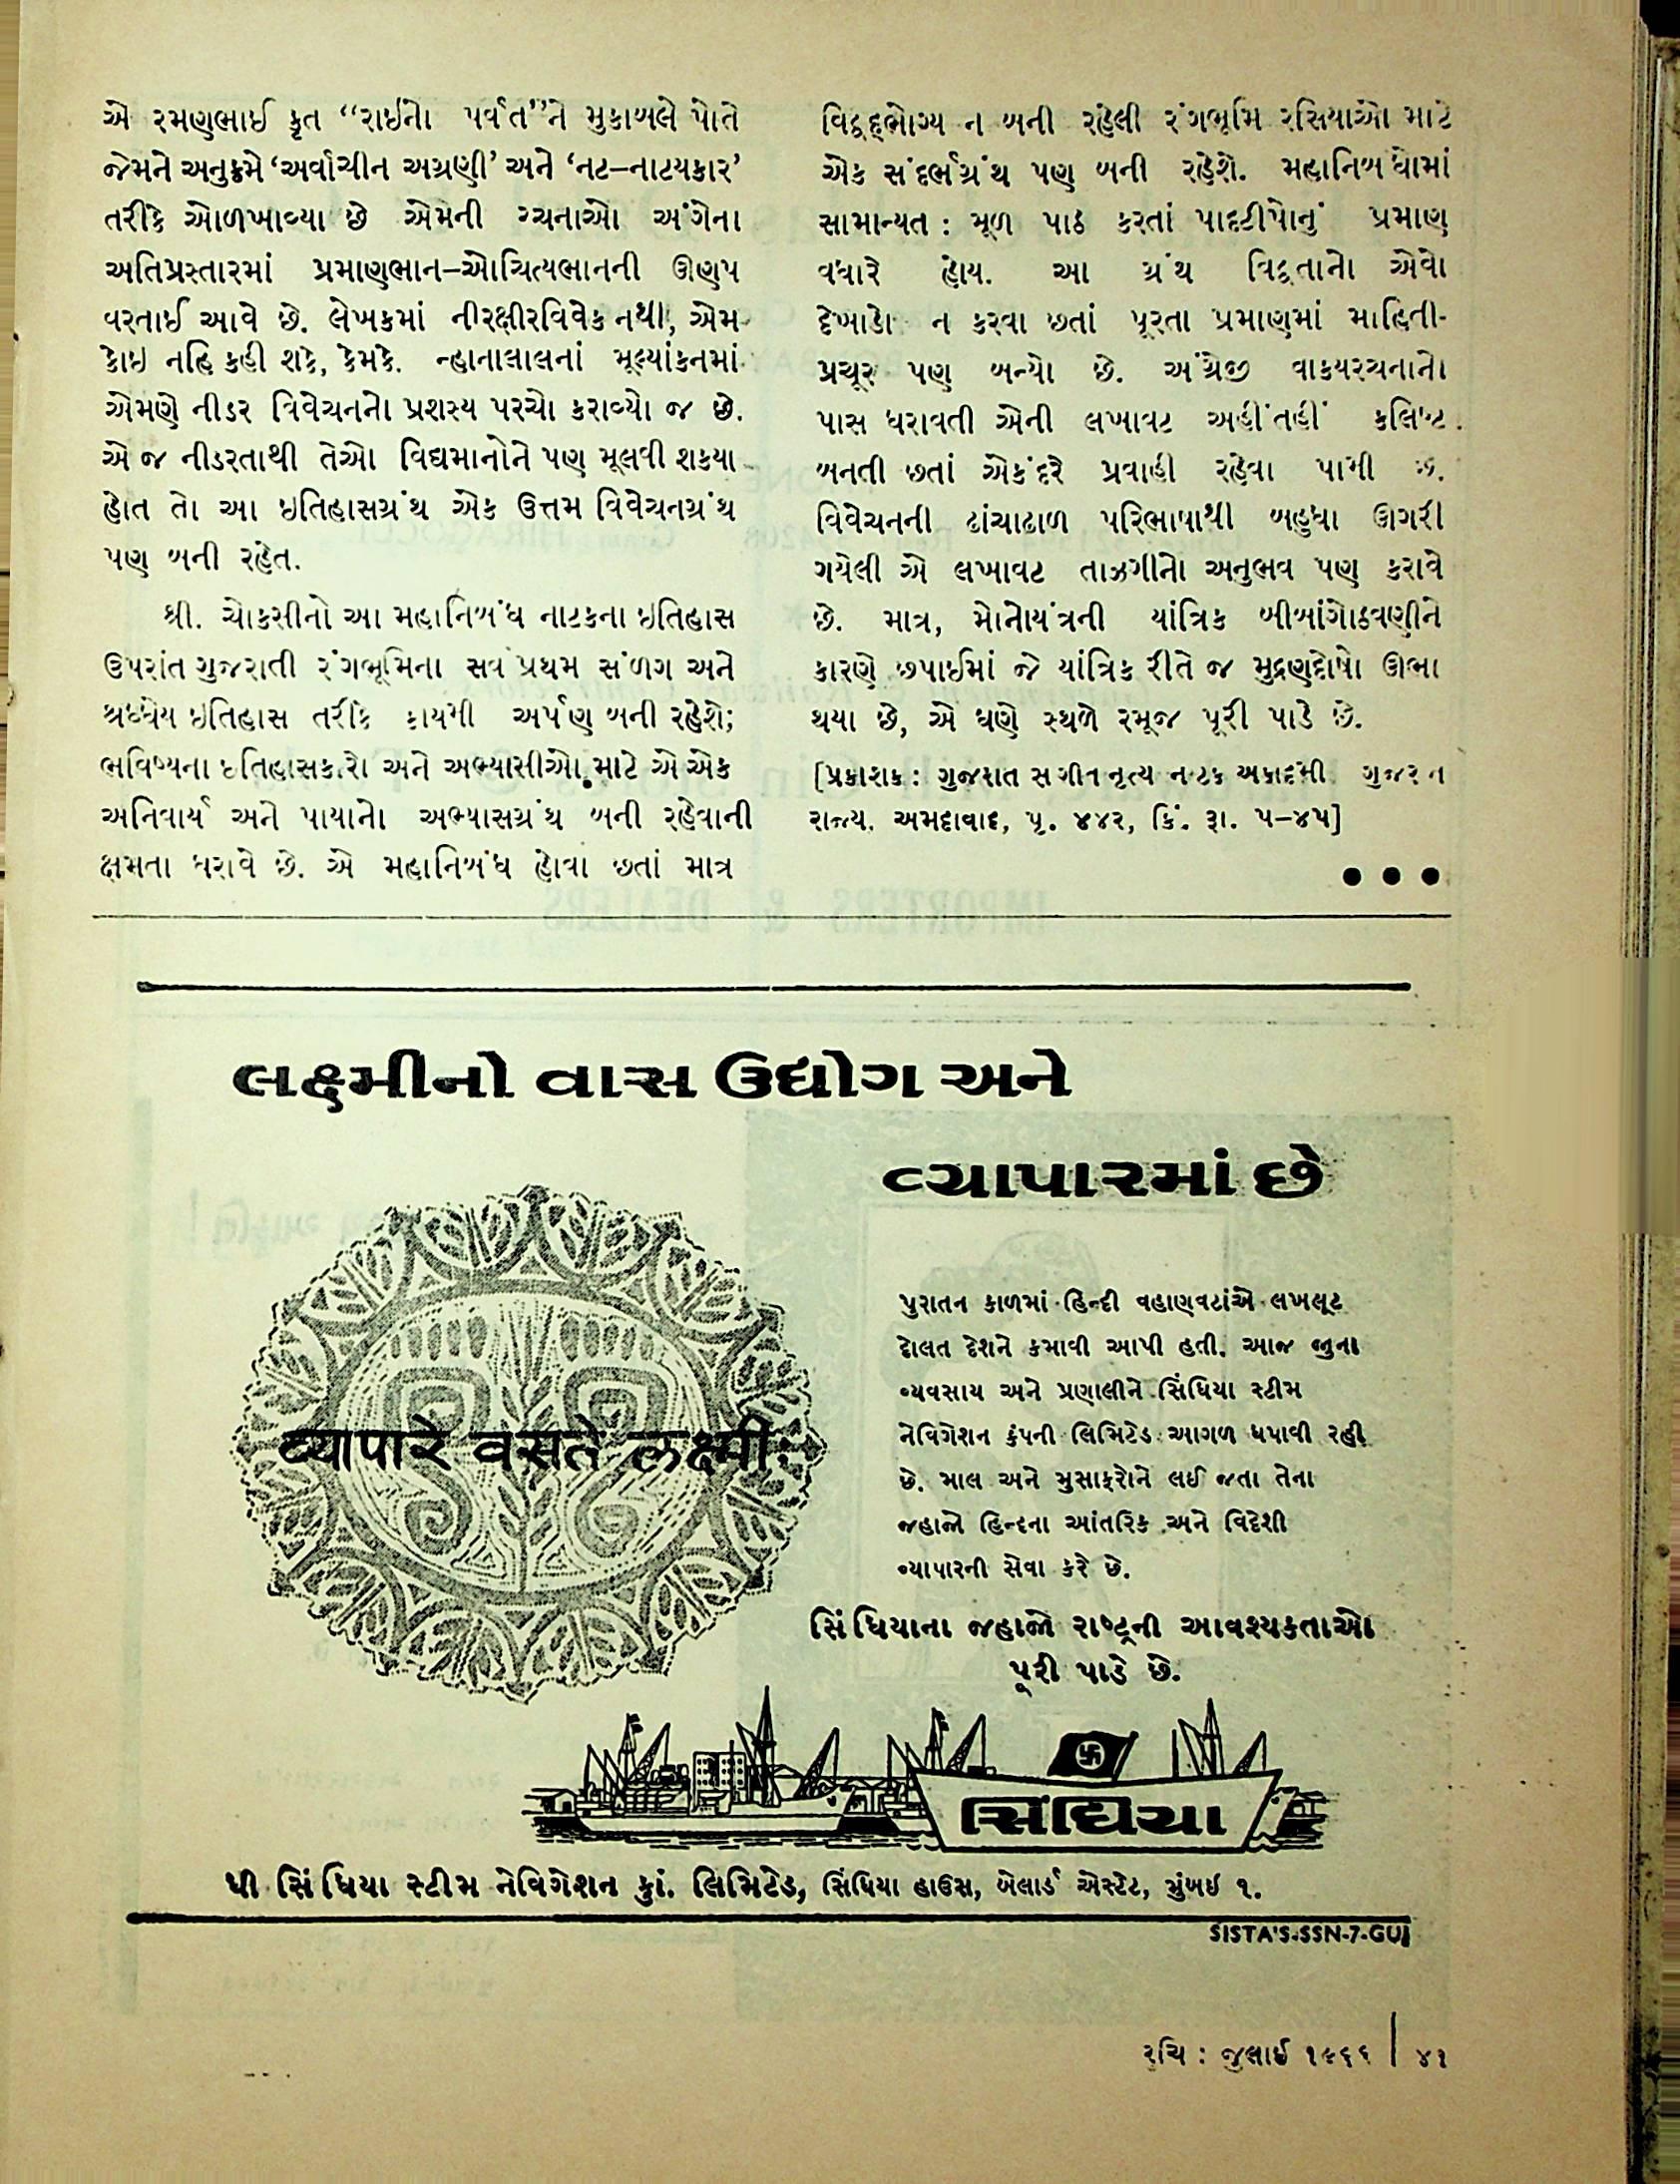 એ રમણભાઈ કૃત “રાઈનો પર્વત”ને મુકાબલે પોતે
જેમને અનુક્રમે ‘અર્વાચીન અગ્રણી’ અને ‘નટ–નાટયકાર’
તરીકે ઓળખાવ્યા છે એમની રચનાઓ અંગેના
અતિપ્રસ્તારમાં પ્રમાણભાન–ઔચિત્યભાનની ઊણપ
વરતાઈ આવે છે. લેખકમાં નીરક્ષીરવિવેક નથી, એમ
કોઇ નહિ કહી શકે, કેમકે. ન્હાનાલાલનાં મૂલ્યાંકનમાં
એમણે નીડર વિવેચનનો પ્રશસ્ય પરચો કરાવ્યો જ છે.
એ જ નીડરતાથી તેઓ વિદ્યમાનોને પણ મૂલવી શકયા
હોત તો આ ઇતિહાસગ્રંથ એક ઉત્તમ વિવેચનગ્રંથ
પણ બની રહેત.
શ્રી. ચોકસીનો આ મહાનિબંધ નાટકના ઇતિહાસ
ઉપરાંત ગુજરાતી રંગભૂમિના સર્વપ્રથમ સંળગ અને
શ્રધ્ધેય ઇતિહાસ તરીકે કાયમી અર્પણ બની રહેશે;
ભવિષ્યના ઇતિહાસકારો અને અભ્યાસીઓ માટે એ એક
અનિવાર્ય અને પાયાનો અભ્યાસગ્રંથ બની રહેવાની
ક્ષમતા ધરાવે છે. એ મહાનિબંધ હોવા છતાં માત્ર
વિદ્વદ્ભોગ્ય ન બની રહેલી રંગભૂમિ રસિયાઓ માટે
એક સંદર્ભગ્રંથ પણ બની રહેશે. મહાનિબંધોમાં
સામાન્યત: મૂળ પાઠ કરતાં પાદટીપોનું પ્રમાણ
વધારે હોય. આ ગ્રંથ વિદ્વતાનો એવો
દેખાડો ન કરવા છતાં પૂરતા પ્રમાણમાં માહિતી-
પ્રચૂર પણ બન્યો છે. અંગ્રેજી વાકયરચનાનો
પાસ ધરાવતી એની લખાવટ અહીંતહીં કલિષ્ટ
બનતી છતાં એકંદરે પ્રવાહી રહેવા પામી છે.
વિવેચનની ઢાંચાઢાળ પરિભાષાથી બહુધા ઊગરી
ગયેલી એ લખાવટ તાઝગીનો અનુભવ પણ કરાવે
છે. માત્ર, મોનોયંત્રની યાંત્રિક બીબાંગોઠવણીને
કારણે છપાઈમાં જે યાંત્રિક રીતે જ મુદ્રણદોષો ઊભા
થયા છે, એ ઘણે સ્થળે રમૂજ પૂરી પાડે છે.
[પ્રકાશક: ગુજરાત સંગીત નૃત્ય નાટક અકાદમી ગુજરાત
રાજ્ય, અમદાવાદ, પૃ. ૪૪૨, કિં. રૂા. ૫–૪૫]
● ● ●
લક્ષ્મીનો વાસ ઉદ્યોગ અને
વ્યાપારમાં છે
व्यापारे वसते लक्ष्मीः
પુરાતન કાળમાં હિન્દી વહાણવટાંએ લખલૂટ
દોલત દેશને કમાવી આપી હતી. આજ જુના
વ્યવસાય અને પ્રણાલીને સિંધિયા સ્ટીમ
નેવિગેશન કંપની લિમિટેડ આગળ ધપાવી રહી
છે. માલ અને મુસાફરોને લઈ જતા તેના
જહાજો હિન્દના આંતરિક અને વિદેશી
વ્યાપારની સેવા કરે છે.
સિંધિયાના જહાજો રાષ્ટ્રની આવશ્યકતાઓ
પૂરી પાડે છે.
સિંધિયા
ધી સિંધિયા સ્ટીમ નેવિગેશન કુાં. લિમિટેડ, સિંધિયા હાઉસ, બેલાર્ડ એસ્ટેટ, મુંબઇ ૧.
SISTA'S-SSN-7-GUJ
રુચિ : જુલાઈ ૧૯૬૬ | ૪૧